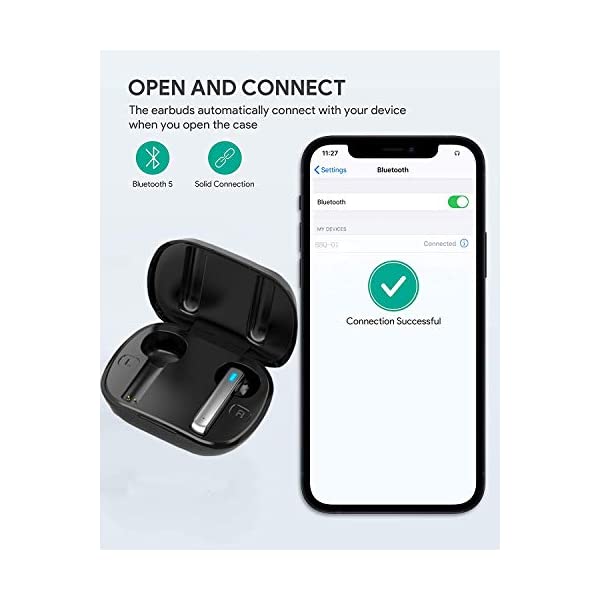 OPEN AND CONNECT
The earbuds automatically connect with your device
when you open the case
Bluetooth 5
Solid Connection
11:27
Settings
Bluetooth
Bluetooth
MY DEVICES
Connected
Connection Successful
L
R